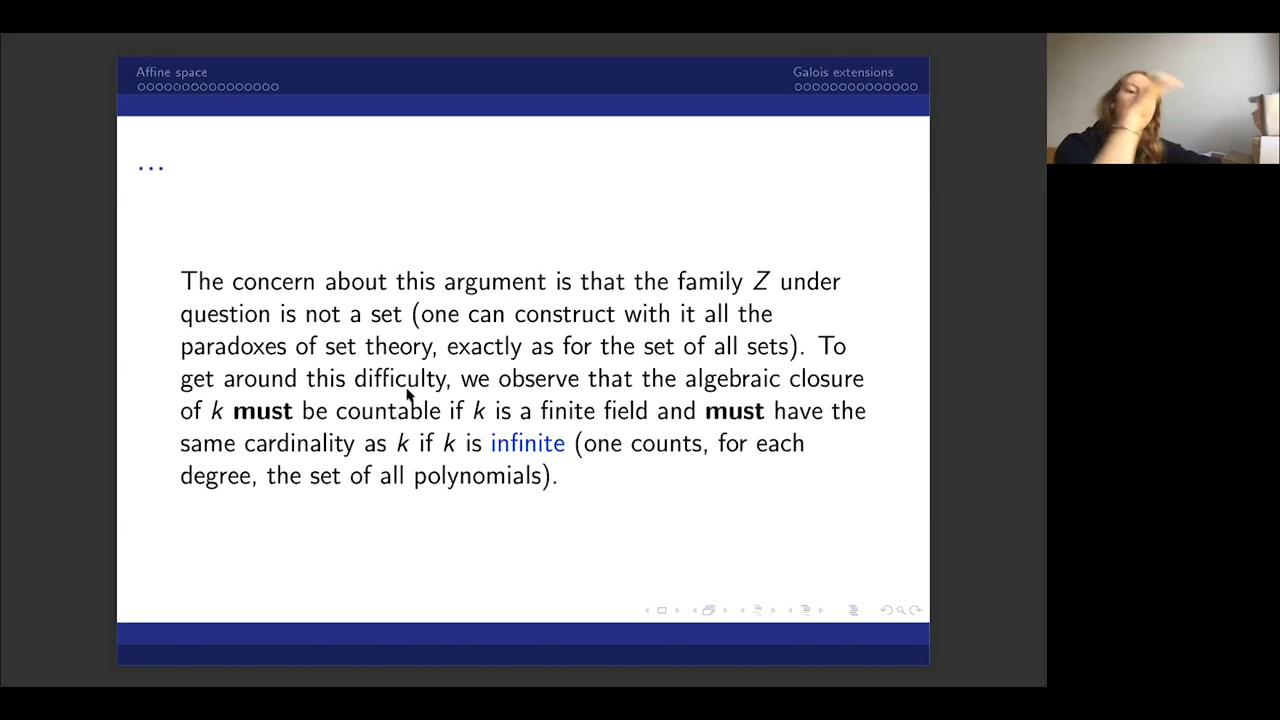 Affine space
Galois extensions
...
The concern about this argument is that the family Z under
question is not a set (one can construct with it all the
paradoxes of set theory, exactly as for the set of all sets). To
get around this difficulty, we observe that the algebraic closure
of k must be countable if k is a finite field and must have the
same cardinality as k if k is infinite (one counts, for each
degree, the set of all polynomials).